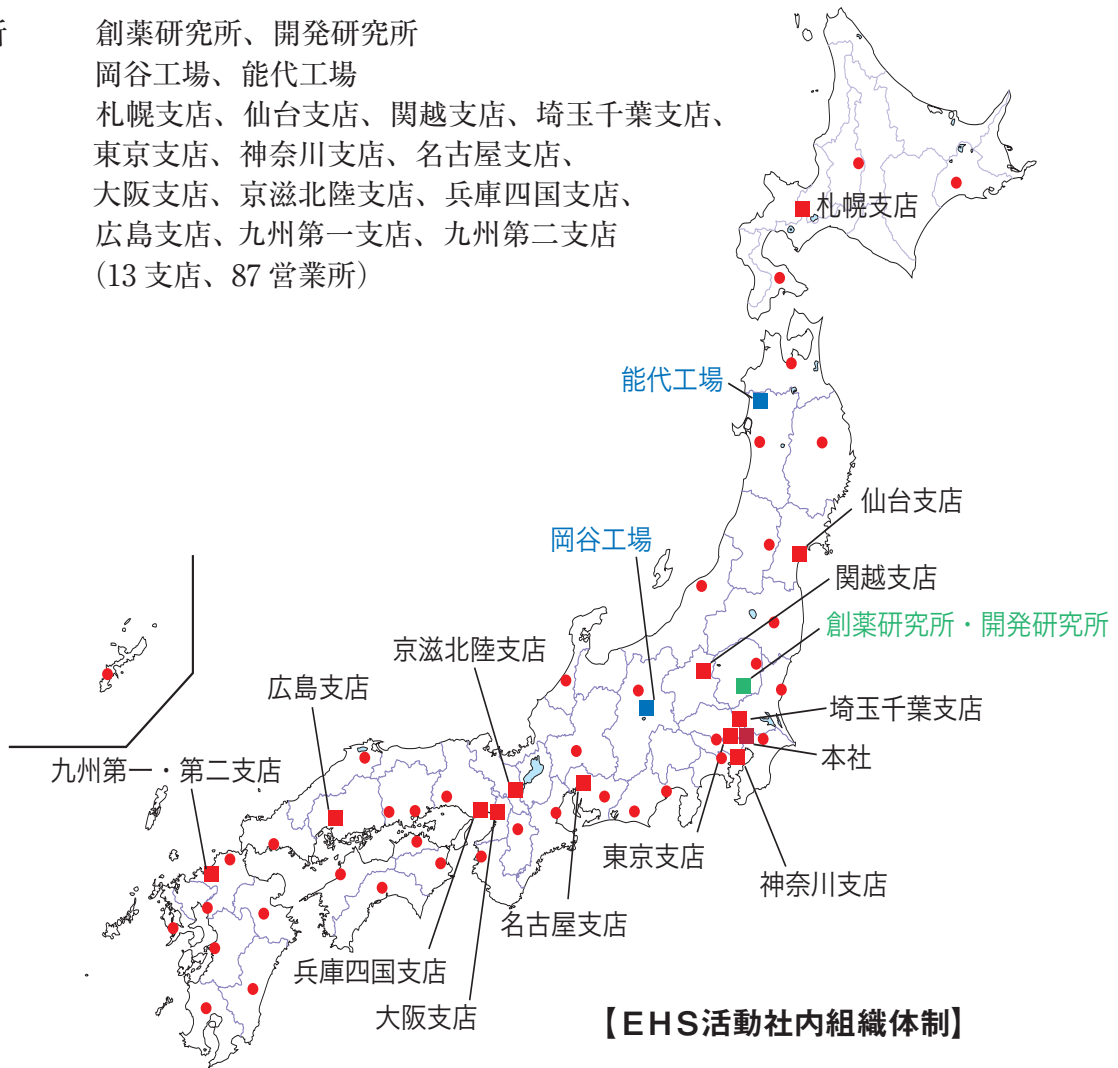 所
創薬研究所、開発研究所
岡谷工場、能代工場
札幌支店、仙台支店、関越支店、埼玉千葉支店、
東京支店、神奈川支店、名古屋支店、
大阪支店、京滋北陸支店、兵庫四国支店、
広島支店、九州第一支店、九州第二支店
（13 支店、87 営業所）
札幌支店
能代工場
仙台支店
岡谷工場
関越支店
創薬研究所・開発研究所
京滋北陸支店
広島支店
埼玉千葉支店
本社
九州第一・第二支店
東京支店
神奈川支店
名古屋支店
兵庫四国支店
大阪支店
【EHS活動社内組織体制】